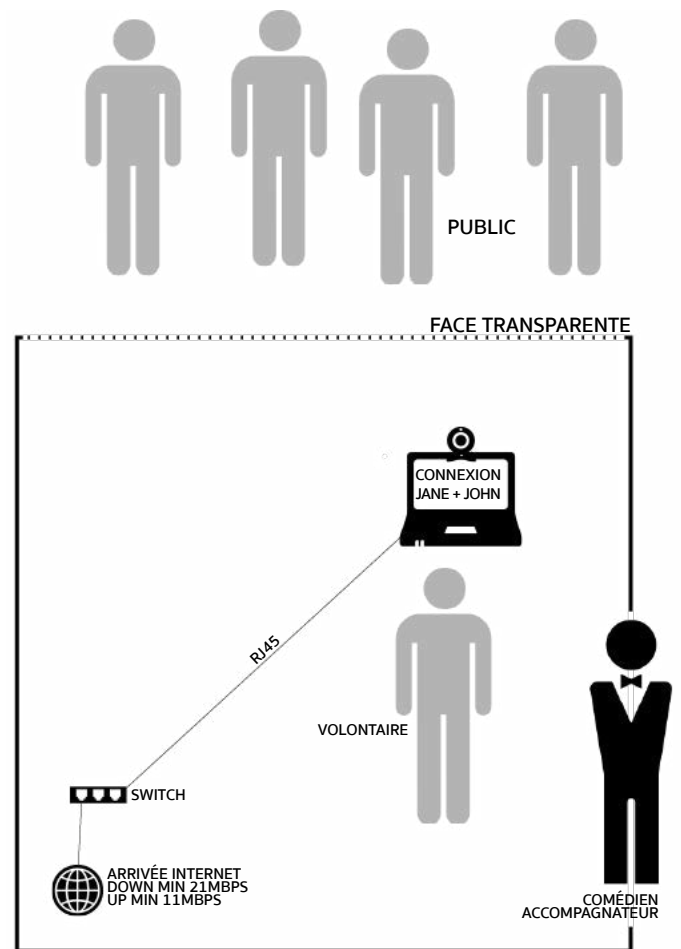 PUBLIC
FACE TRANSPARENTE
CONNEXION
JANE + JOHN
RJ45
VOLONTAIRE
SWITCH
ARRIVÉE INTERNET
DOWN MIN 21MBPS
UP MIN 11MBPS
COMÉDIEN
ACCOMPAGNATEUR